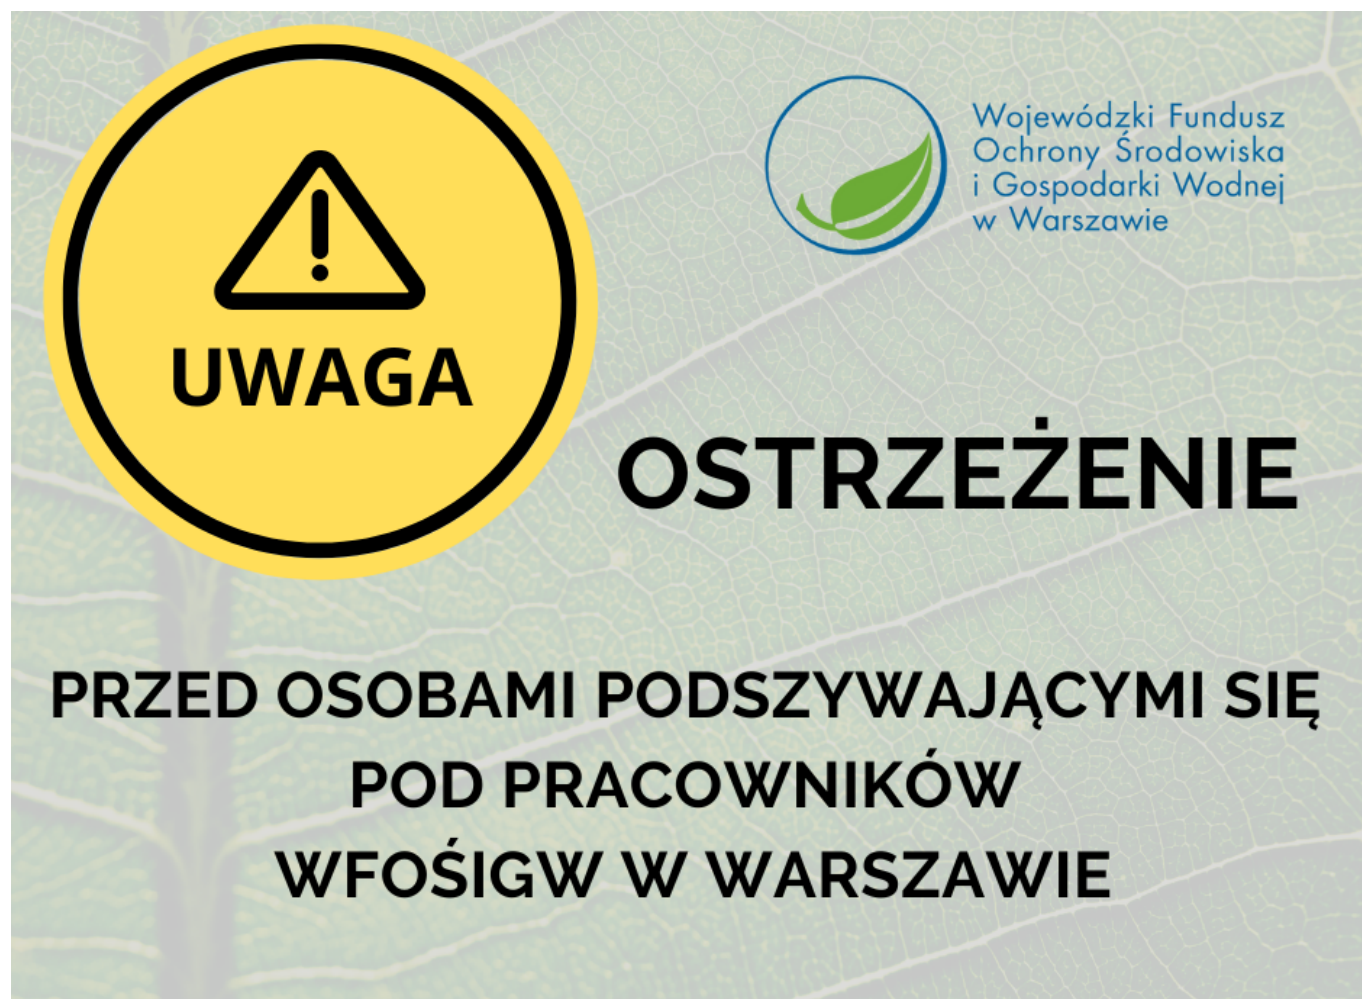 UWAGA
Wojewódzki Fundusz
Ochrony Środowiska
i Gospodarki Wodnej
w Warszawie
OSTRZEŻENIE
PRZED OSOBAMI PODSZYWAJĄCYMI SIĘ
POD PRACOWNIKÓW
WFOŚIGW W WARSZAWIE